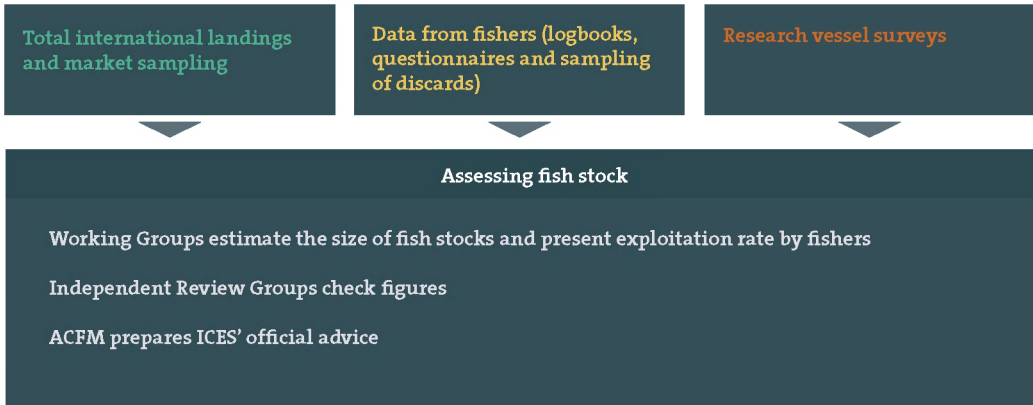 Total international landings
and market sampling
Data from fishers (logbooks,
questionnaires and sampling
of discards)
Research vessel surveys
Assessing fish stock
Working Groups estimate the size of fish stocks and present exploitation rate by fishers
Independent Review Groups check figures
ACFM prepares ICES’ official advice